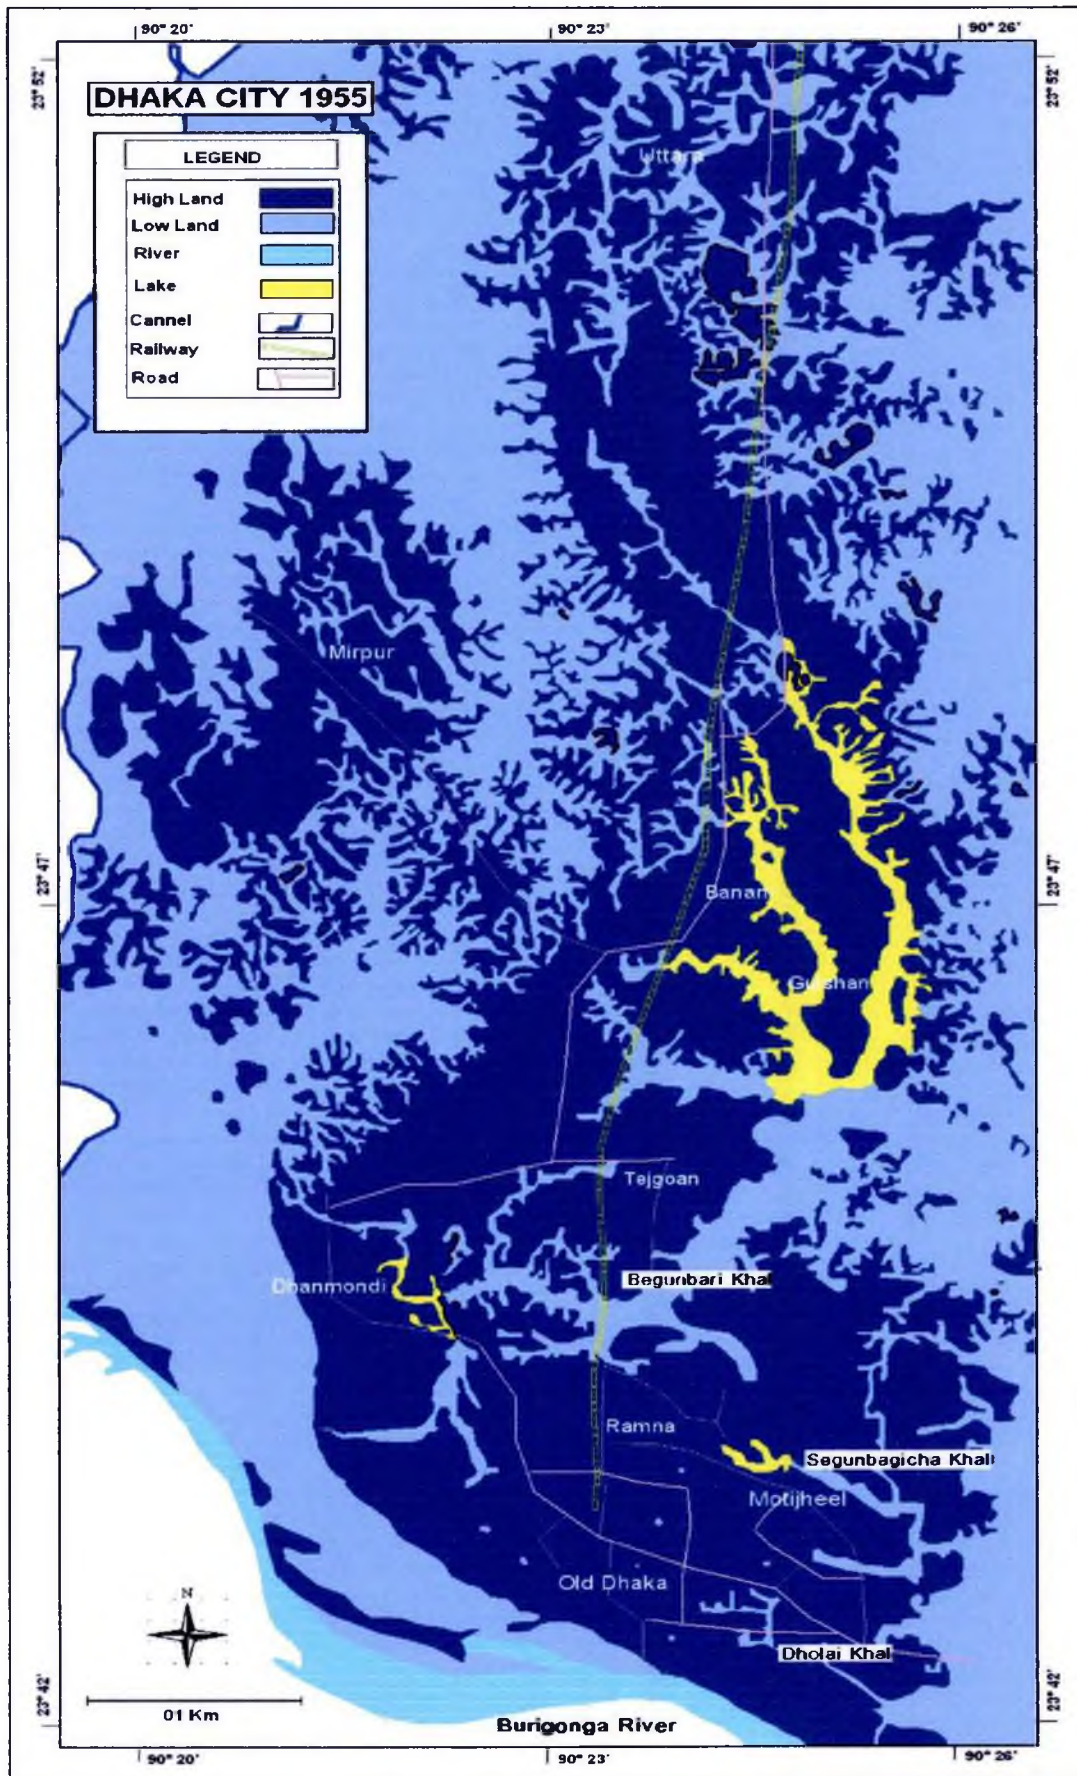 90° 20'
90° 23'
90° 26'
23° 52'
23° 52'
DHAKA CITY 1955
LEGEND
High Land
Low Land
River
Lake
Cannel
Railway
Road
Uttara
Mirpur
23° 47'
23° 47'
Banani
Gulshan
Tejgoan
Dhanmondi
Begunbari Khal
Ramna
Segunbagicha Khal
Motijheel
Old Dhaka
N
Dholai Khal
23° 42'
23° 42'
01 Km
Burigonga River
90° 20'
90° 23'
90° 26'